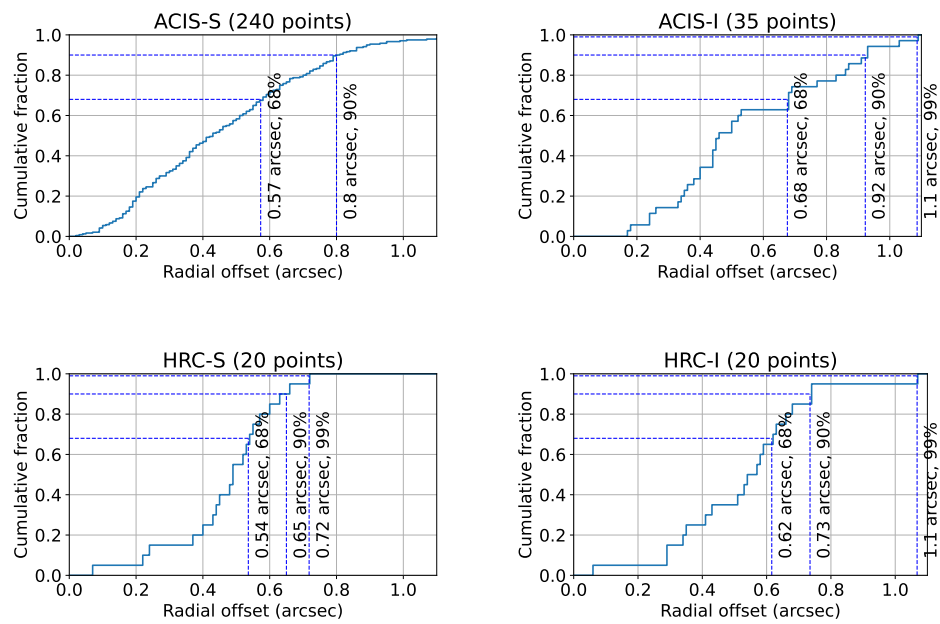 ACIS-S (240 points)
1.0
0.8
0.6
0.4
0.2
0.0
Cumulative fraction
0.57 arcsec, 68%
0.8 arcsec, 90%
0.0 0.2 0.4 0.6 0.8 1.0
Radial offset (arcsec)
ACIS-I (35 points)
1.0
0.8
0.6
0.4
0.2
0.0
Cumulative fraction
0.68 arcsec, 68%
0.92 arcsec, 90%
1.1 arcsec, 99%
0.0 0.2 0.4 0.6 0.8 1.0
Radial offset (arcsec)
HRC-S (20 points)
1.0
0.8
0.6
0.4
0.2
0.0
Cumulative fraction
0.54 arcsec, 68%
0.65 arcsec, 90%
0.72 arcsec, 99%
0.0 0.2 0.4 0.6 0.8 1.0
Radial offset (arcsec)
HRC-I (20 points)
1.0
0.8
0.6
0.4
0.2
0.0
Cumulative fraction
0.62 arcsec, 68%
0.73 arcsec, 90%
1.1 arcsec, 99%
0.0 0.2 0.4 0.6 0.8 1.0
Radial offset (arcsec)